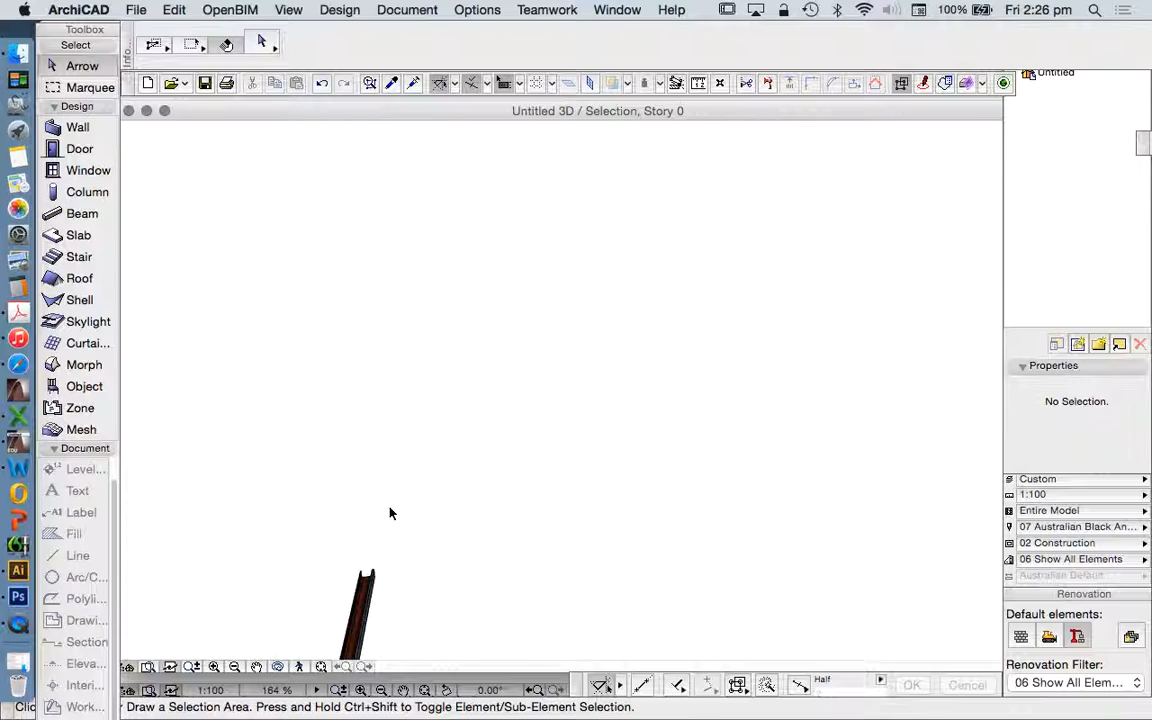 ArchiCAD File Edit OpenBIM View Design Document Options Teamwork Window Help 100% Fri 2:26 pm
Toolbox
Select
Arrow
Marquee
Design
Wall
Door
Window
Column
Beam
Slab
Stair
Roof
Shell
Skylight
Curtai...
Morph
Object
Zone
Mesh
Document
Level...
Text
Label
Fill
Line
Arc/C...
Polyli...
Drawi...
Section
Eleva...
Interi...
Work...
Info...
Untitled 3D / Selection, Story 0
Untitled
Properties
No Selection.
Custom
1:100
Entire Model
07 Australian Black An...
02 Construction
06 Show All Elements
Australian Default
Renovation
Default elements:
Renovation Filter:
06 Show All Elem...
1:100 164 % 0.00° Half OK Cancel
Clic Draw a Selection Area. Press and Hold Ctrl+Shift to Toggle Element/Sub-Element Selection.